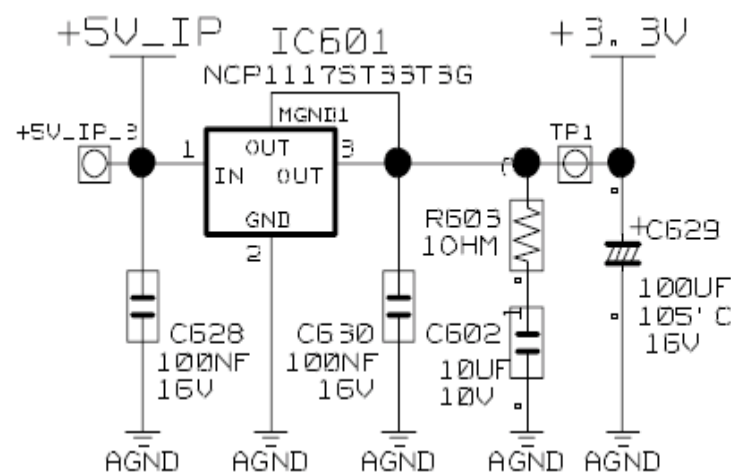 +5V_IP
IC601
+3.3V
NCP1117ST33T3G
MGND1
+5V_IP_3
TP1
1
OUT
3
IN
OUT
GND
2
R603
1OHM
+
C629
100UF
105'C
16V
C628
100NF
16V
C630
100NF
16V
1
C602
10UF
10V
AGND
AGND
AGND
AGND
AGND